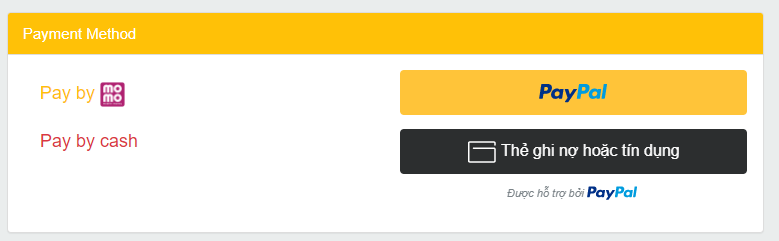 Payment Method
Pay by momo
Pay by cash
PayPal
Thẻ ghi nợ hoặc tín dụng
Được hỗ trợ bởi PayPal